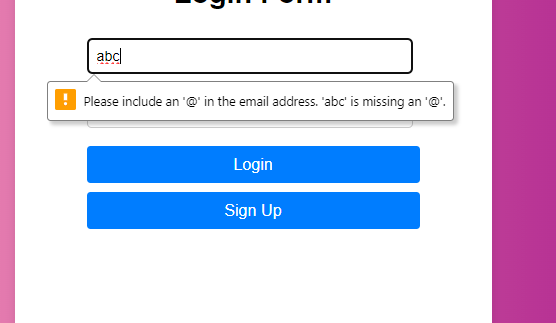 Login Form
abc
Please include an '@' in the email address. 'abc' is missing an '@'.
Login
Sign Up